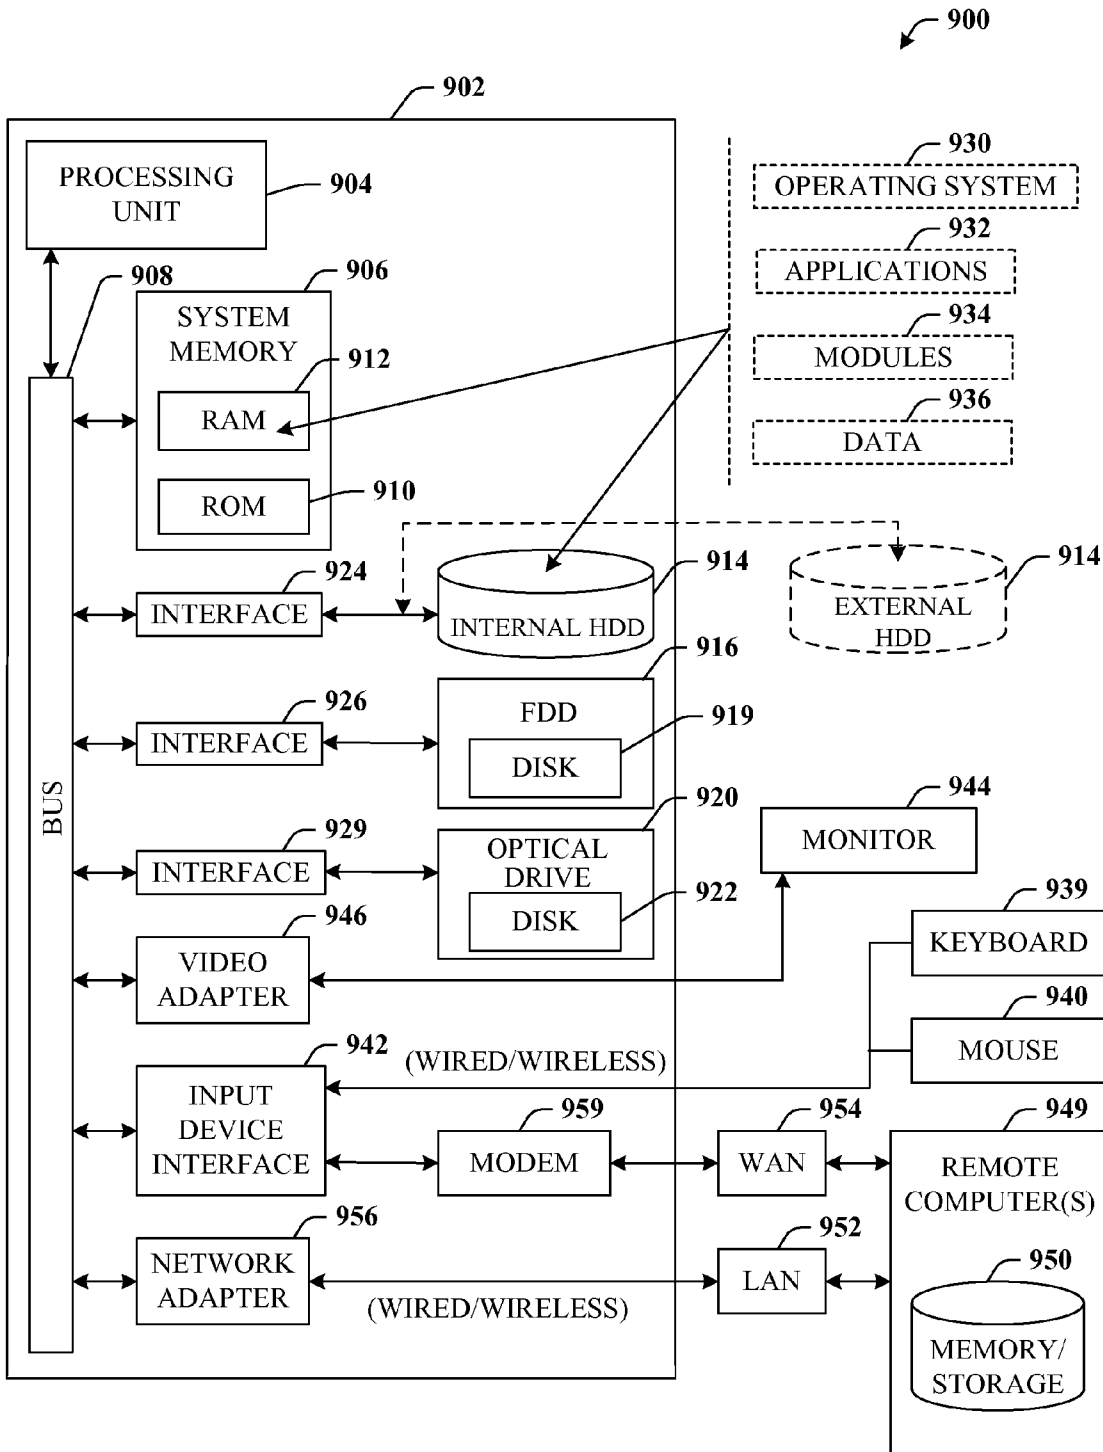 900
902
PROCESSING
UNIT
904
930
OPERATING SYSTEM
932
APPLICATIONS
934
MODULES
936
DATA
908
906
SYSTEM
MEMORY
912
RAM
910
ROM
BUS
924
INTERFACE
914
INTERNAL HDD
914
EXTERNAL
HDD
926
INTERFACE
916
FDD
919
DISK
929
INTERFACE
920
OPTICAL
DRIVE
922
DISK
944
MONITOR
946
VIDEO
ADAPTER
939
KEYBOARD
940
MOUSE
942
INPUT
DEVICE
INTERFACE
(WIRED/WIRELESS)
959
MODEM
954
WAN
949
REMOTE
COMPUTER(S)
956
NETWORK
ADAPTER
(WIRED/WIRELESS)
952
LAN
950
MEMORY/
STORAGE